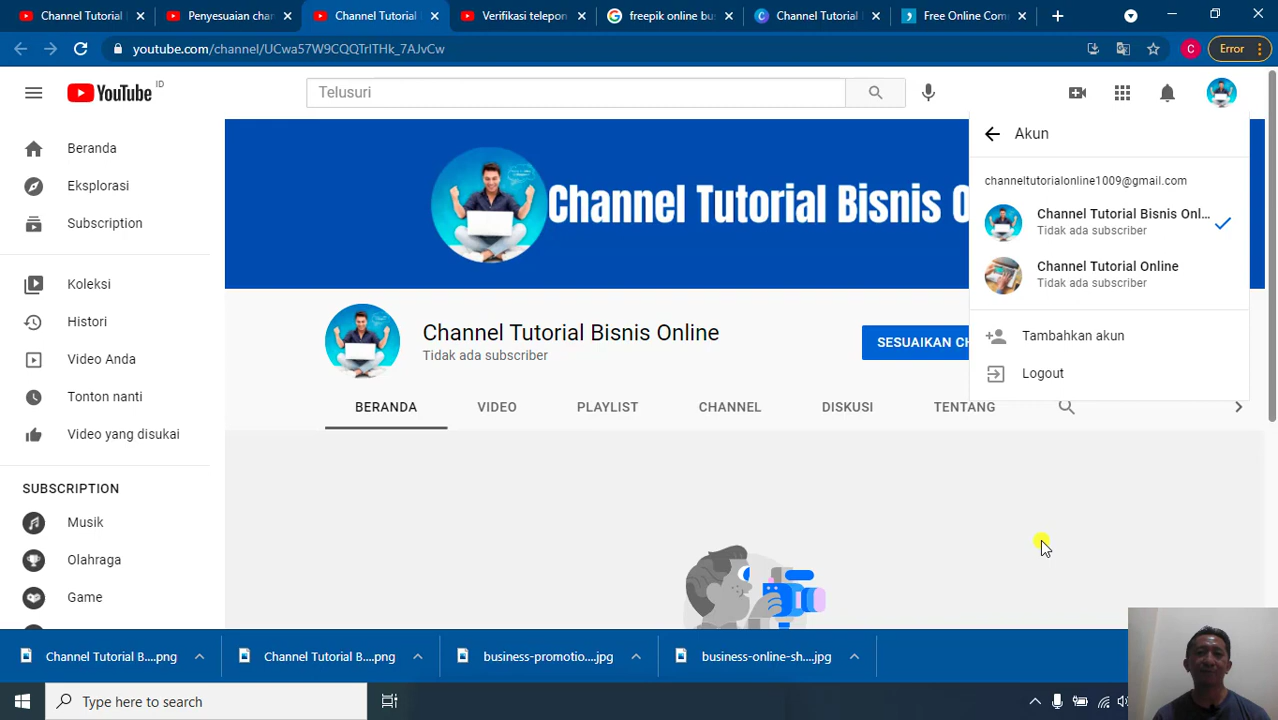 Channel Tutorial
Penyesuaian cha
Channel Tutorial
Verifikasi telepon
freepik online bu
Channel Tutorial
Free Online Com
youtube.com/channel/UCwa57W9CQQTrITHk_7AJvCw
C
Error
YouTube
ID
Telusuri
Beranda
Eksplorasi
Subscription
Koleksi
Histori
Video Anda
Tonton nanti
Video yang disukai
SUBSCRIPTION
Musik
Olahraga
Game
Channel Tutorial Bisnis O
Channel Tutorial Bisnis Online
Tidak ada subscriber
SESUAIKAN CH
BERANDA
VIDEO
PLAYLIST
CHANNEL
DISKUSI
TENTANG
Akun
channeltutorialonline1009@gmail.com
Channel Tutorial Bisnis Onl...
Tidak ada subscriber
Channel Tutorial Online
Tidak ada subscriber
Tambahkan akun
Logout
Channel Tutorial B....png
Channel Tutorial B....png
business-promotio....jpg
business-online-sh....jpg
Type here to search